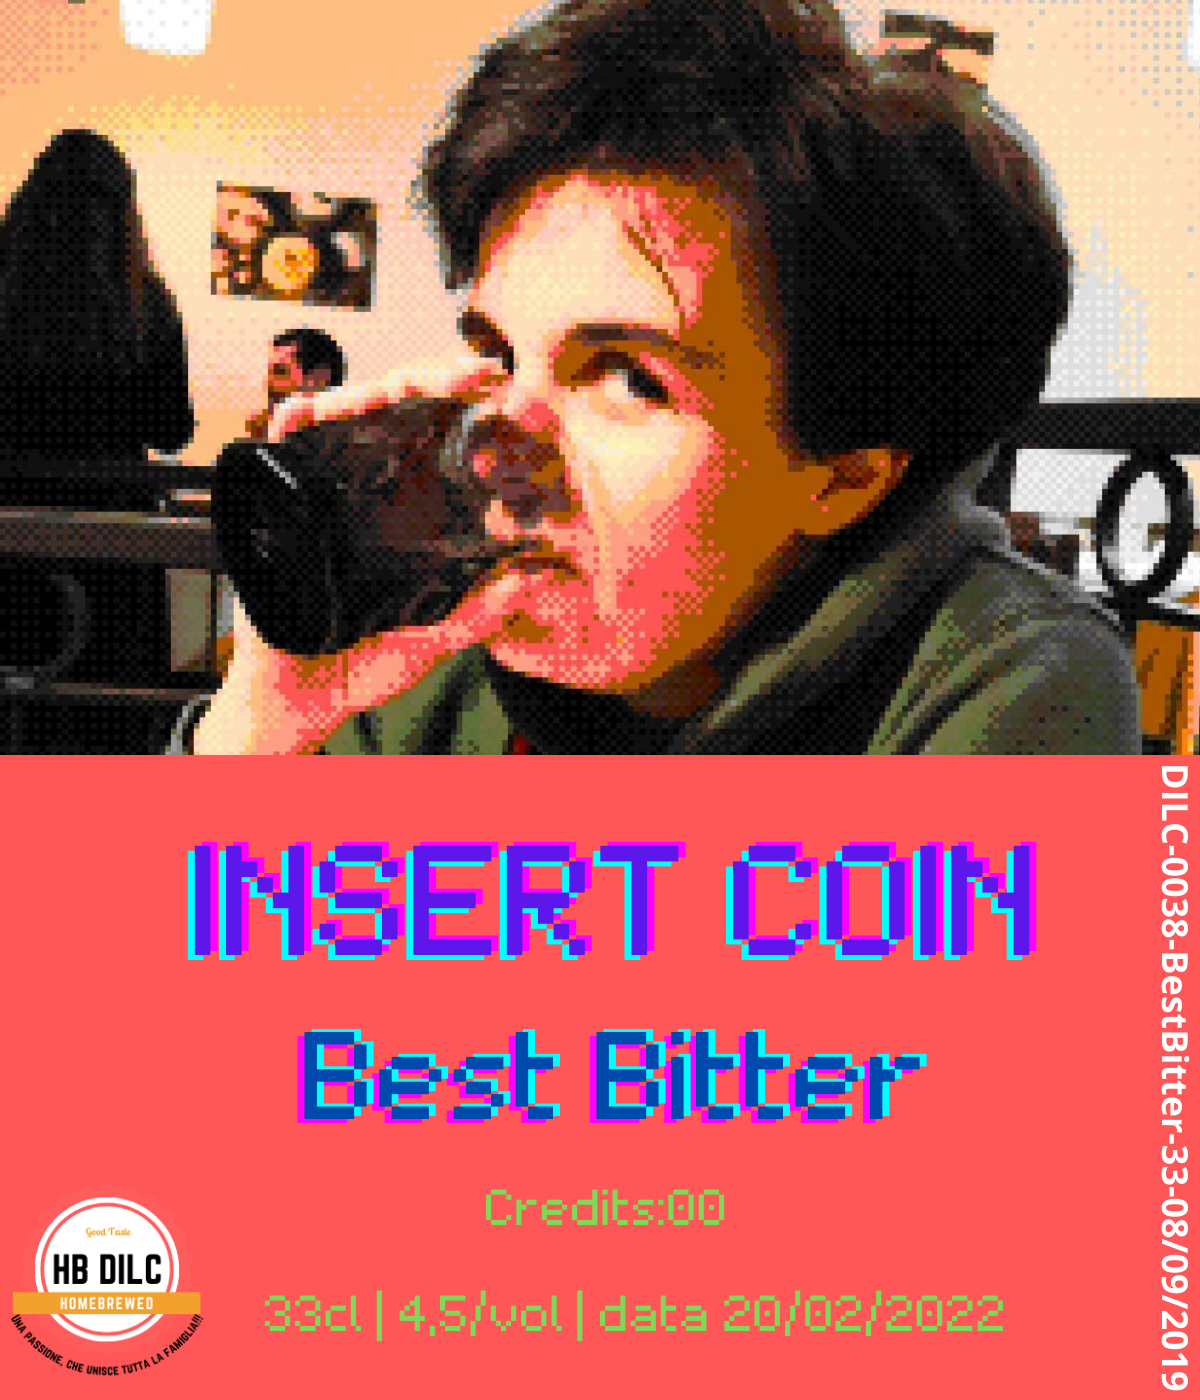 INSERT COIN
Best Bitter
Credits:00
33cl | 4,5/vol | data 20/02/2022
Good Taste
HB DILC
HOMEBREWED
UNA PASSIONE, CHE UNISCE TUTTA LA FAMIGLIA!!!
DILC-0038-BestBitter-33-08/09/2019